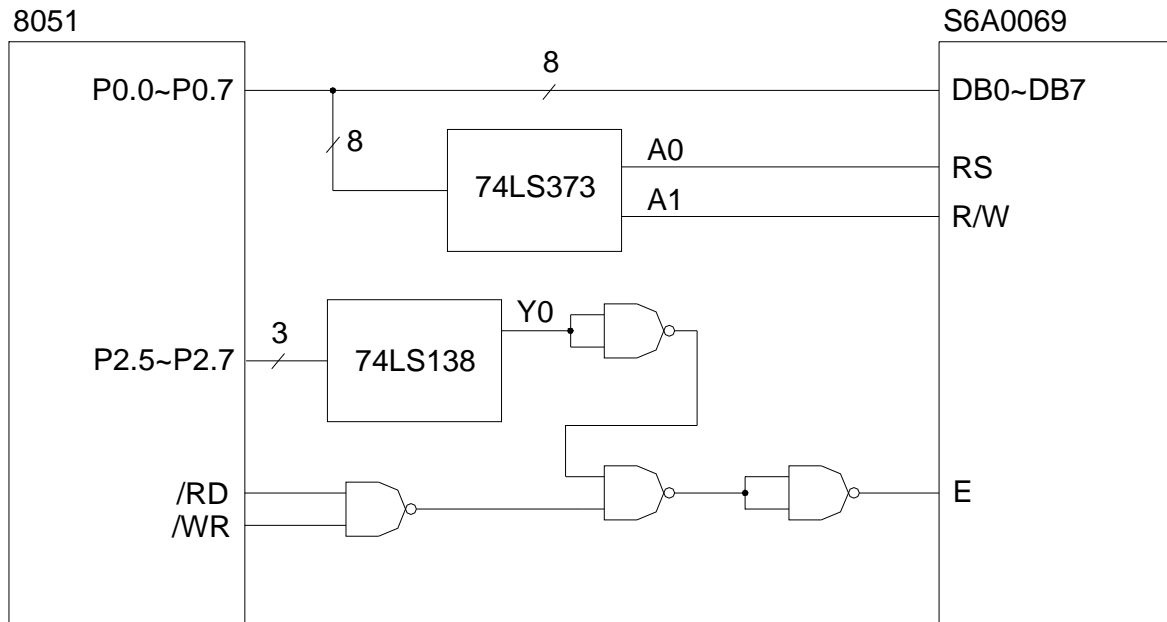 8051
S6A0069
P0.0~P0.7
8
DB0~DB7
8
74LS373
A0
RS
A1
R/W
P2.5~P2.7
3
74LS138
Y0
/RD
/WR
E